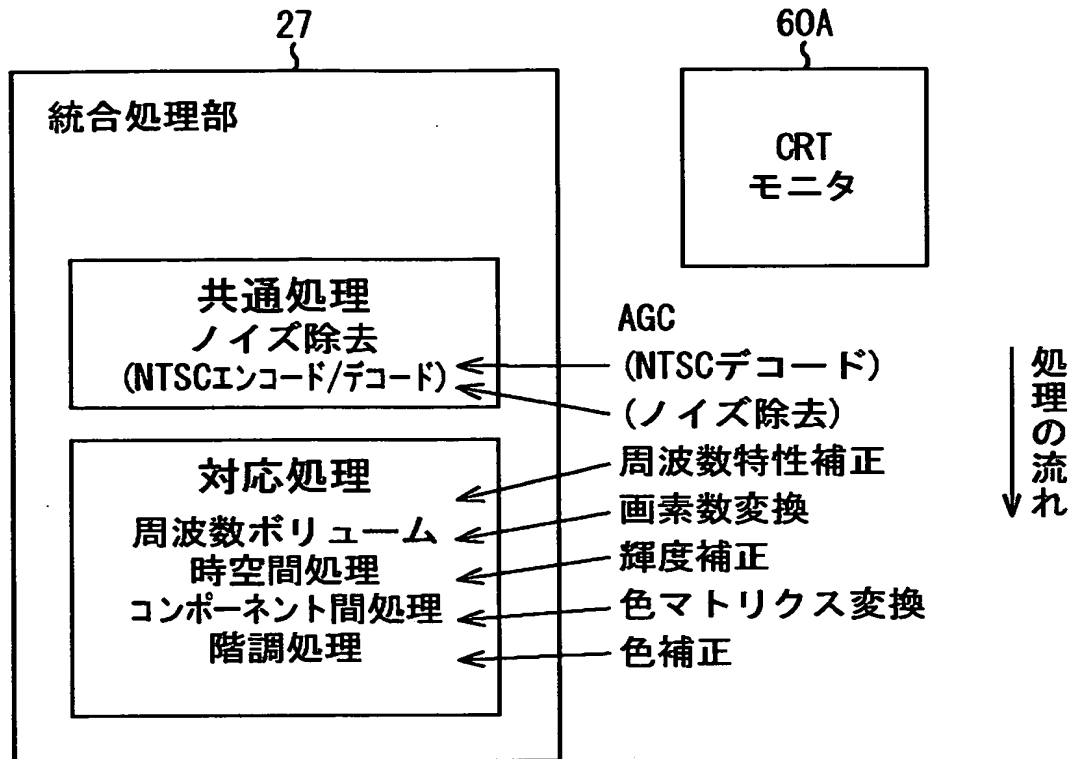 27
統合処理部
共通処理
ノイズ除去
(NTSCエンコード/デコード)
対応処理
周波数ボリューム
時空間処理
コンポーネント間処理
階調処理
60A
CRT
モニタ
AGC
(NTSCデコード)
(ノイズ除去)
周波数特性補正
画素数変換
輝度補正
色マトリクス変換
色補正
処理の流れ